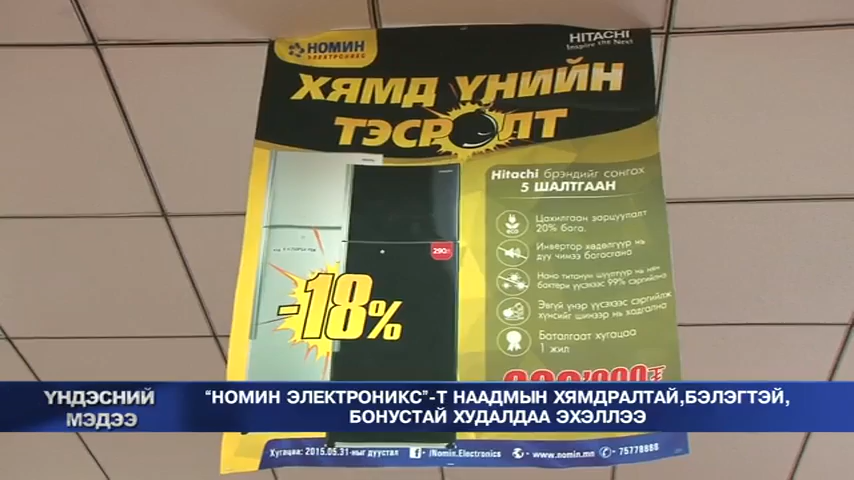 НОМИН
ЭЛЕКТРОНИКС
HITACHI
Inspire the Next
ХЯМД ҮНИЙН
ТЭСРЭЛТ
Hitachi брэндийг сонгох
5 ШАЛТГААН
Цахилгаан зарцуулалт
20% бага.
Инвертор хөдөлгүүр нь
дуу чимээ багастана
Нано титаниум шүүлтүүр нь
бактери үүсэхээс 99% сэргийлнэ
Эвгүй үнэр үүсэхээс сэргийлж
хүнсийг шинээр нь хадгална
Баталгаат хугацаа
1 жил
290л
-18%
ҮНДЭСНИЙ
МЭДЭЭ
"НОМИН ЭЛЕКТРОНИКС"-Т НААДМЫН ХЯМДРАЛТАЙ,БЭЛЭГТЭЙ,
БОНУСТАЙ ХУДАЛДАА ЭХЭЛЛЭЭ
Хугацаа: 2015.05.31-ныг дуустал
/Nomin.Electronics
www.nomin.mn
75778888